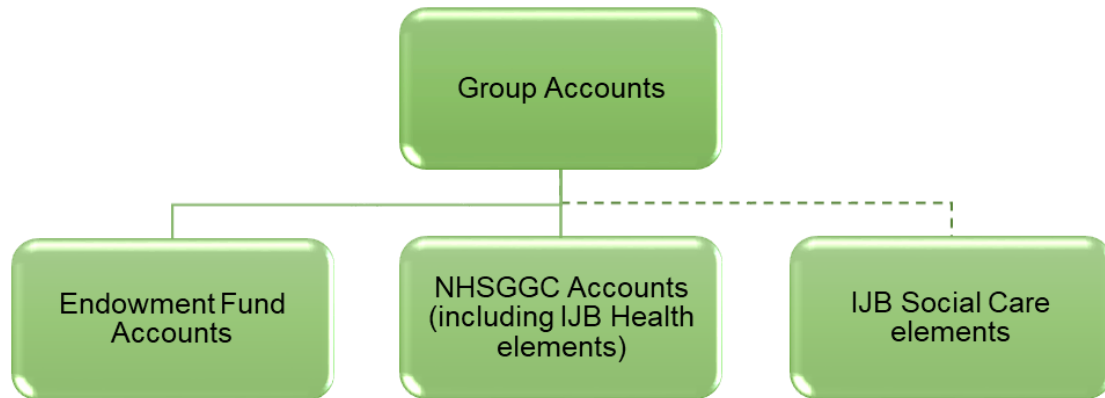 Group Accounts
Endowment Fund
Accounts
NHSGGC Accounts
(including IJB Health
elements)
IJB Social Care
elements